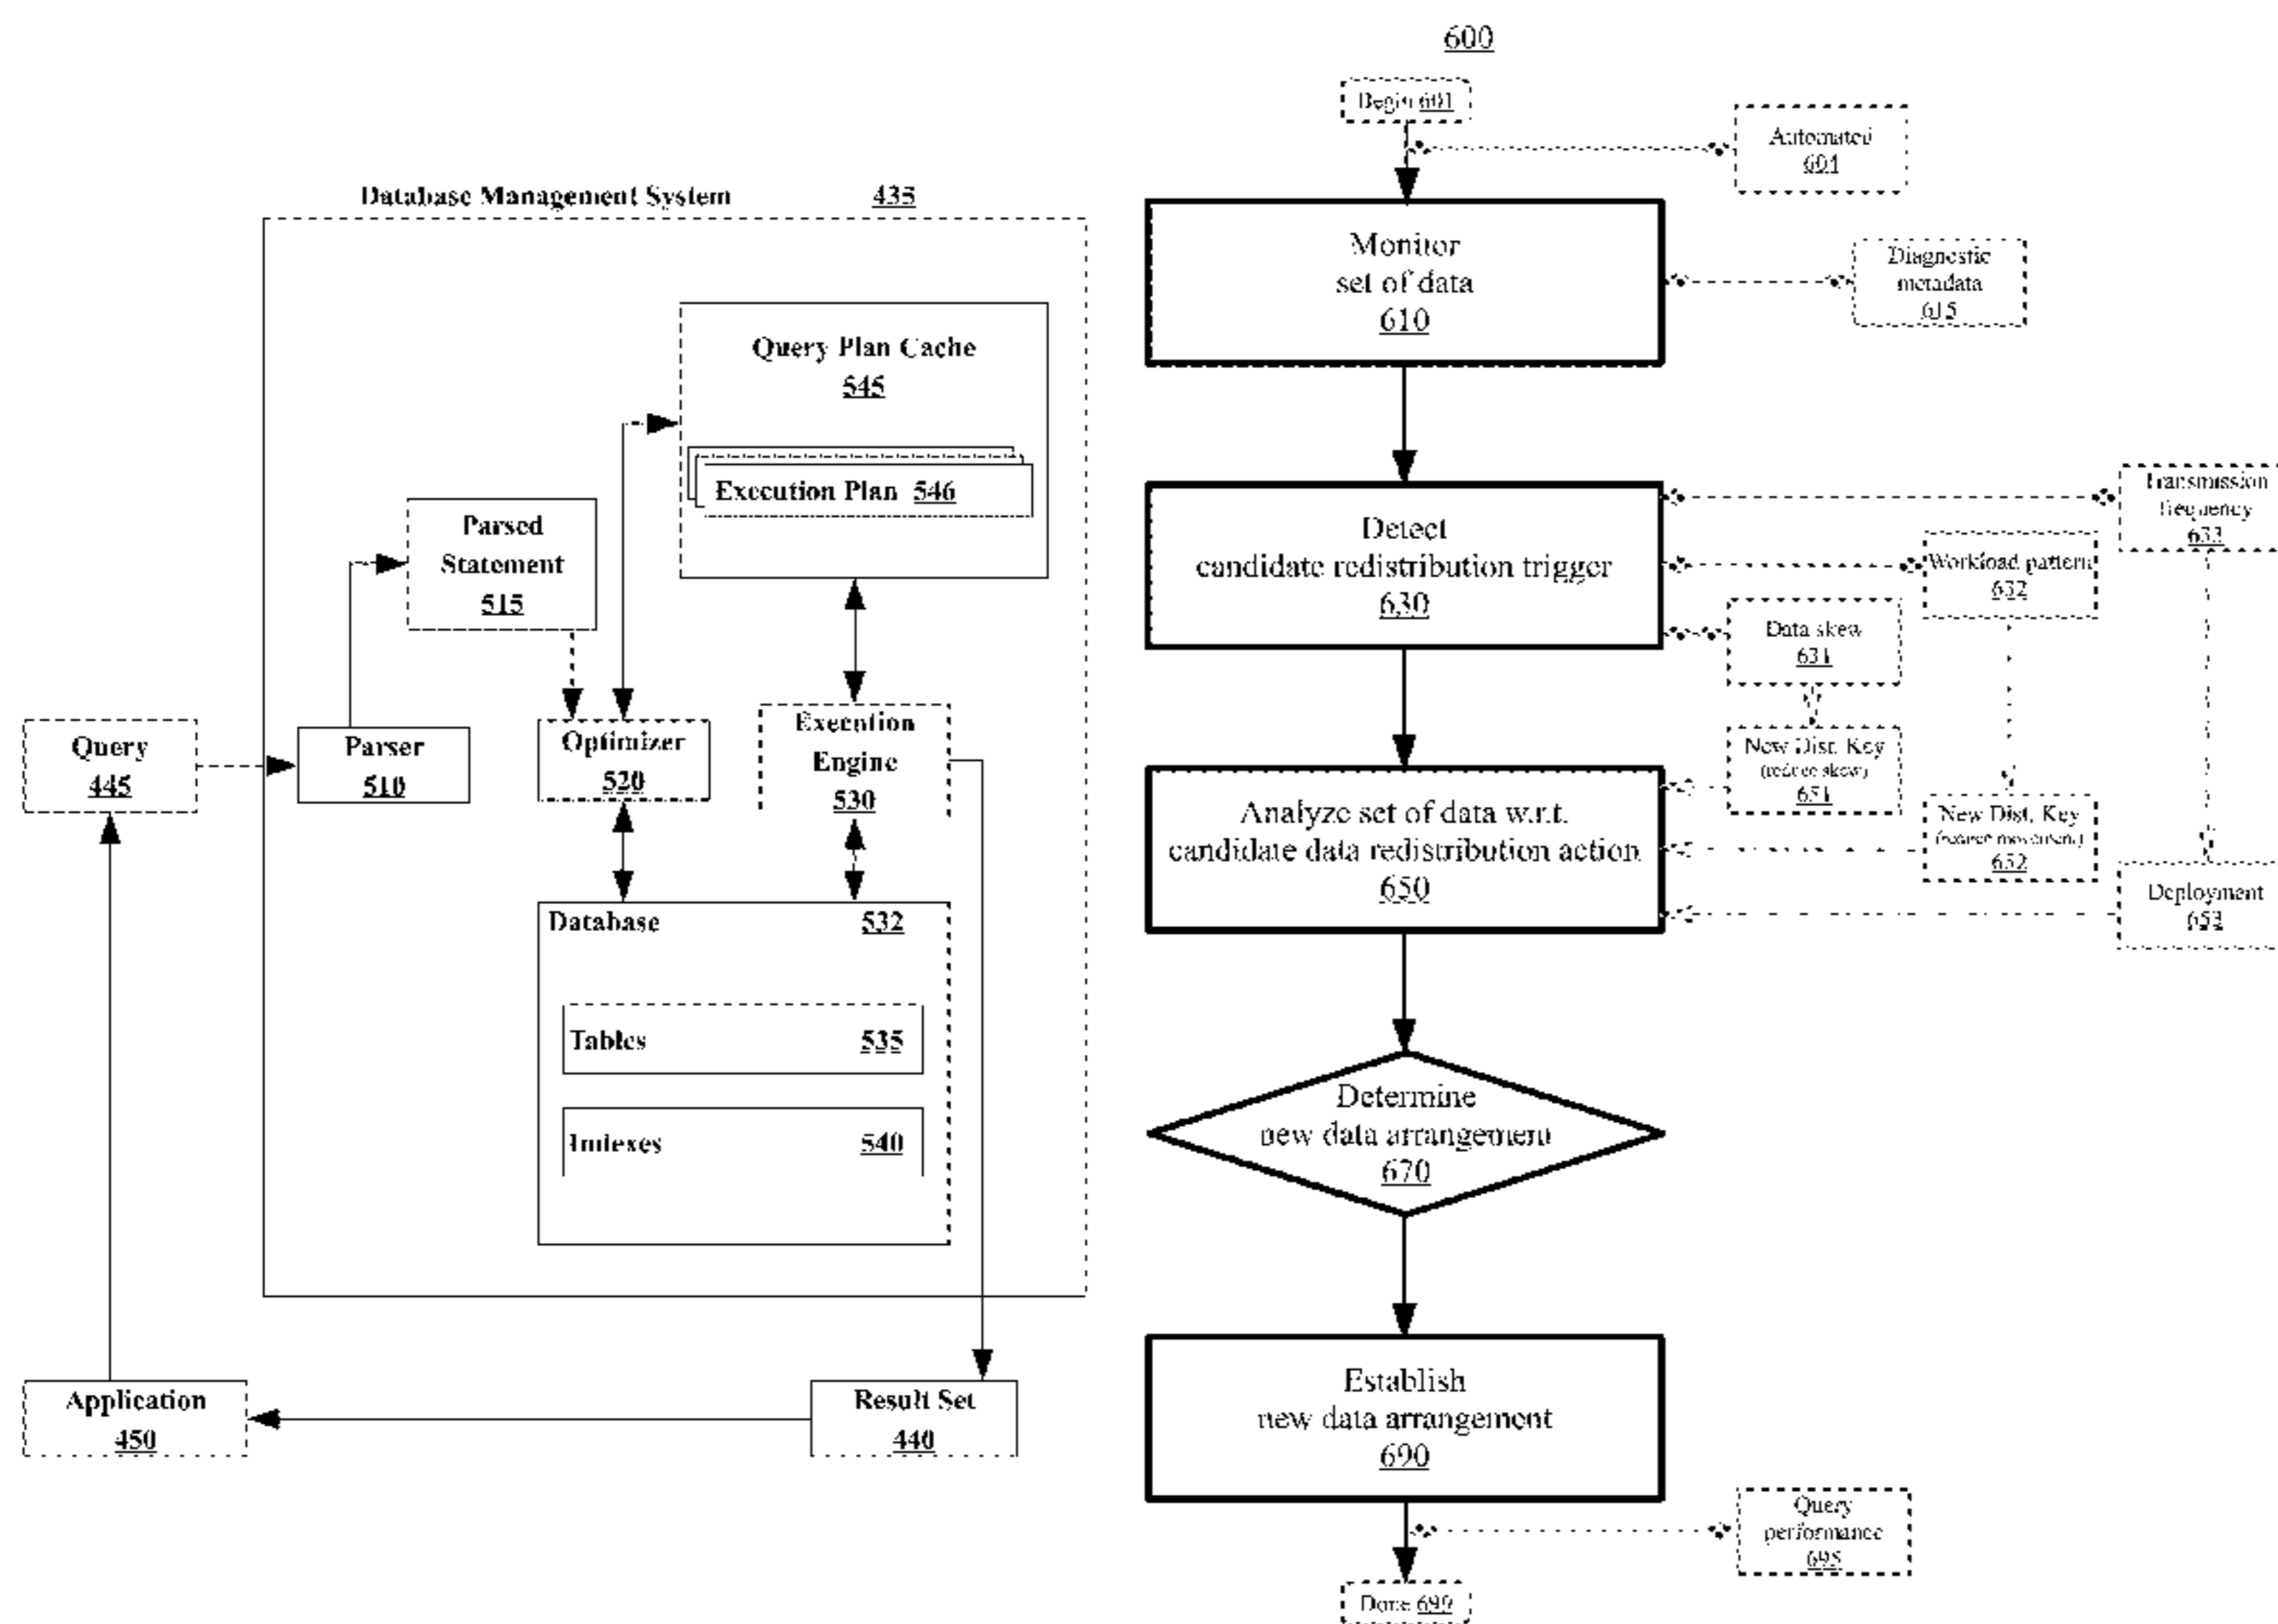 Database Management System 435
Query Plan Cache
545
Execution Plan 546
Parsed
Statement
515
Query
445
Parser
510
Optimizer
520
Execution
Engine
530
Database 532
Tables 535
Indexes 540
Application
450
Result Set
440
600
Begin 601
Automated
604
Monitor
set of data
610
Diagnostic
metadata
615
Detect
candidate redistribution trigger
630
Transmission
frequency
633
Workload pattern
632
Data skew
631
New Dist. Key
(reduce skew)
651
Analyze set of data w.r.t.
candidate data redistribution action
650
New Dist. Key
(reduce movement)
652
Deployment
653
Determine
new data arrangement
670
Establish
new data arrangement
690
Query
performance
695
Done 699